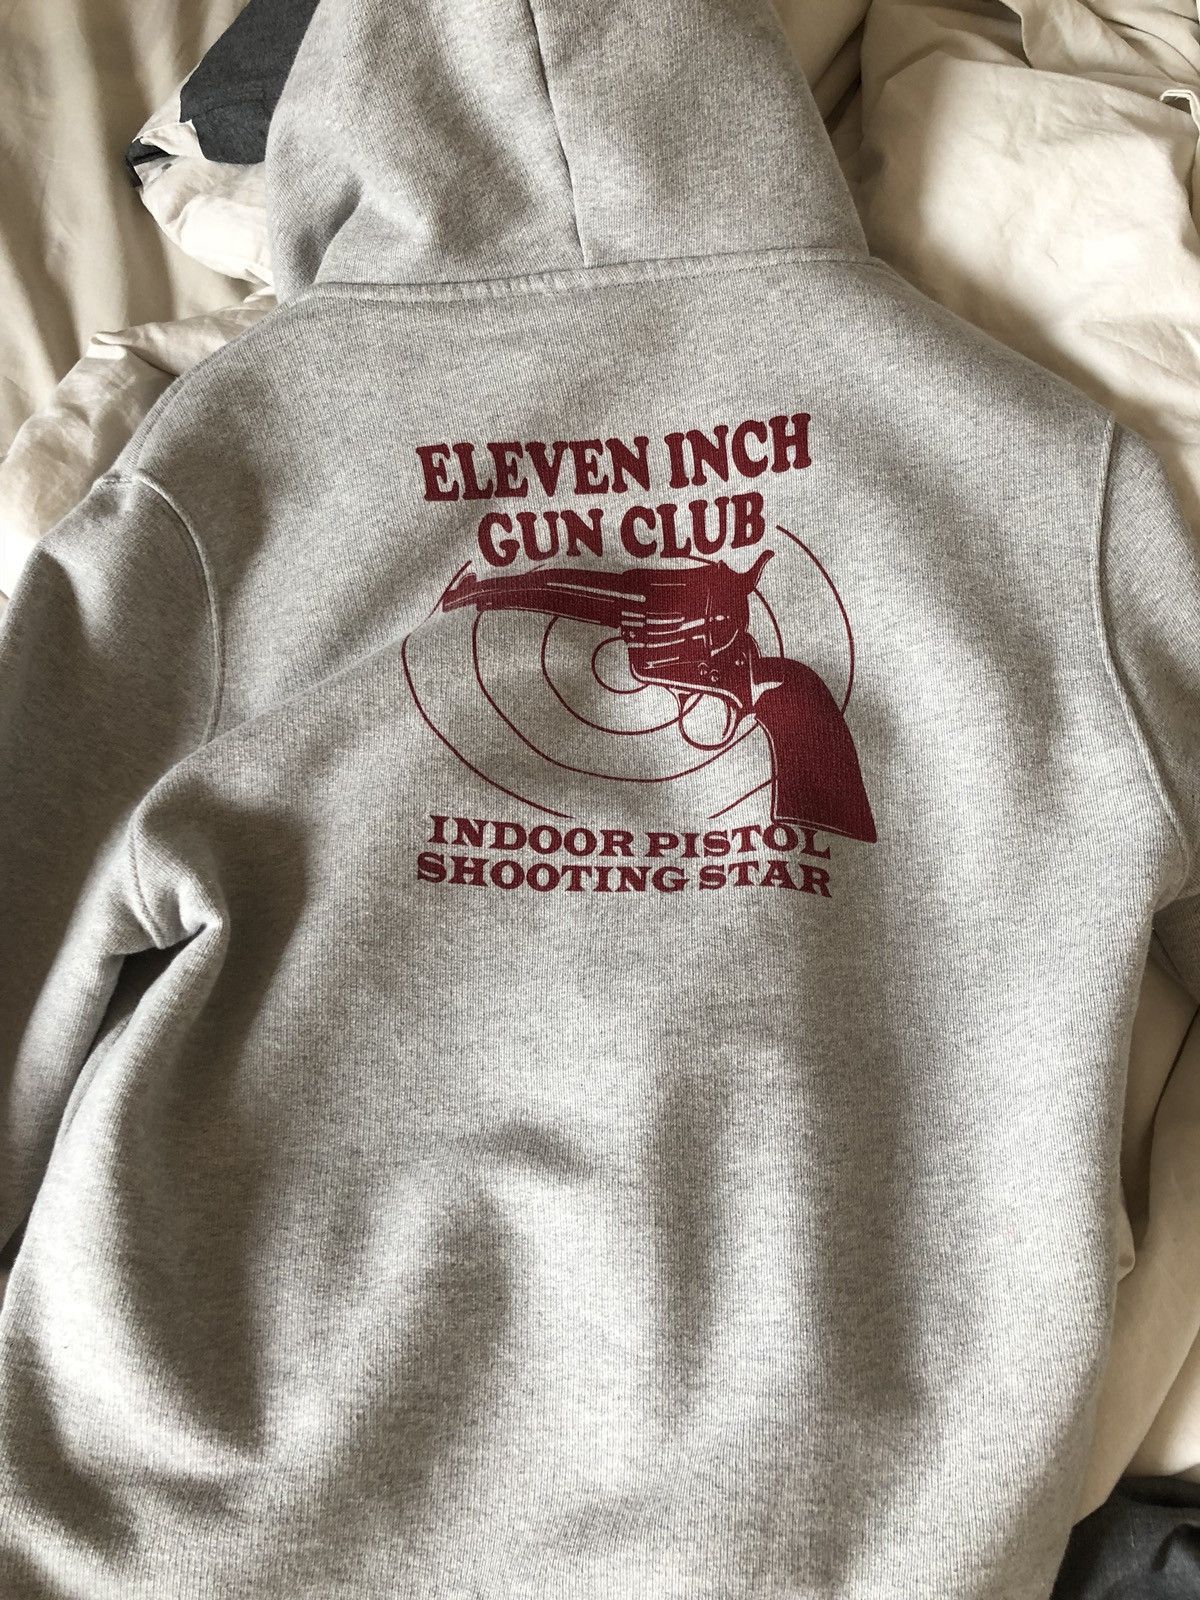 ELEVEN INCH
GUN CLUB
INDOOR PISTOL
SHOOTING STAR